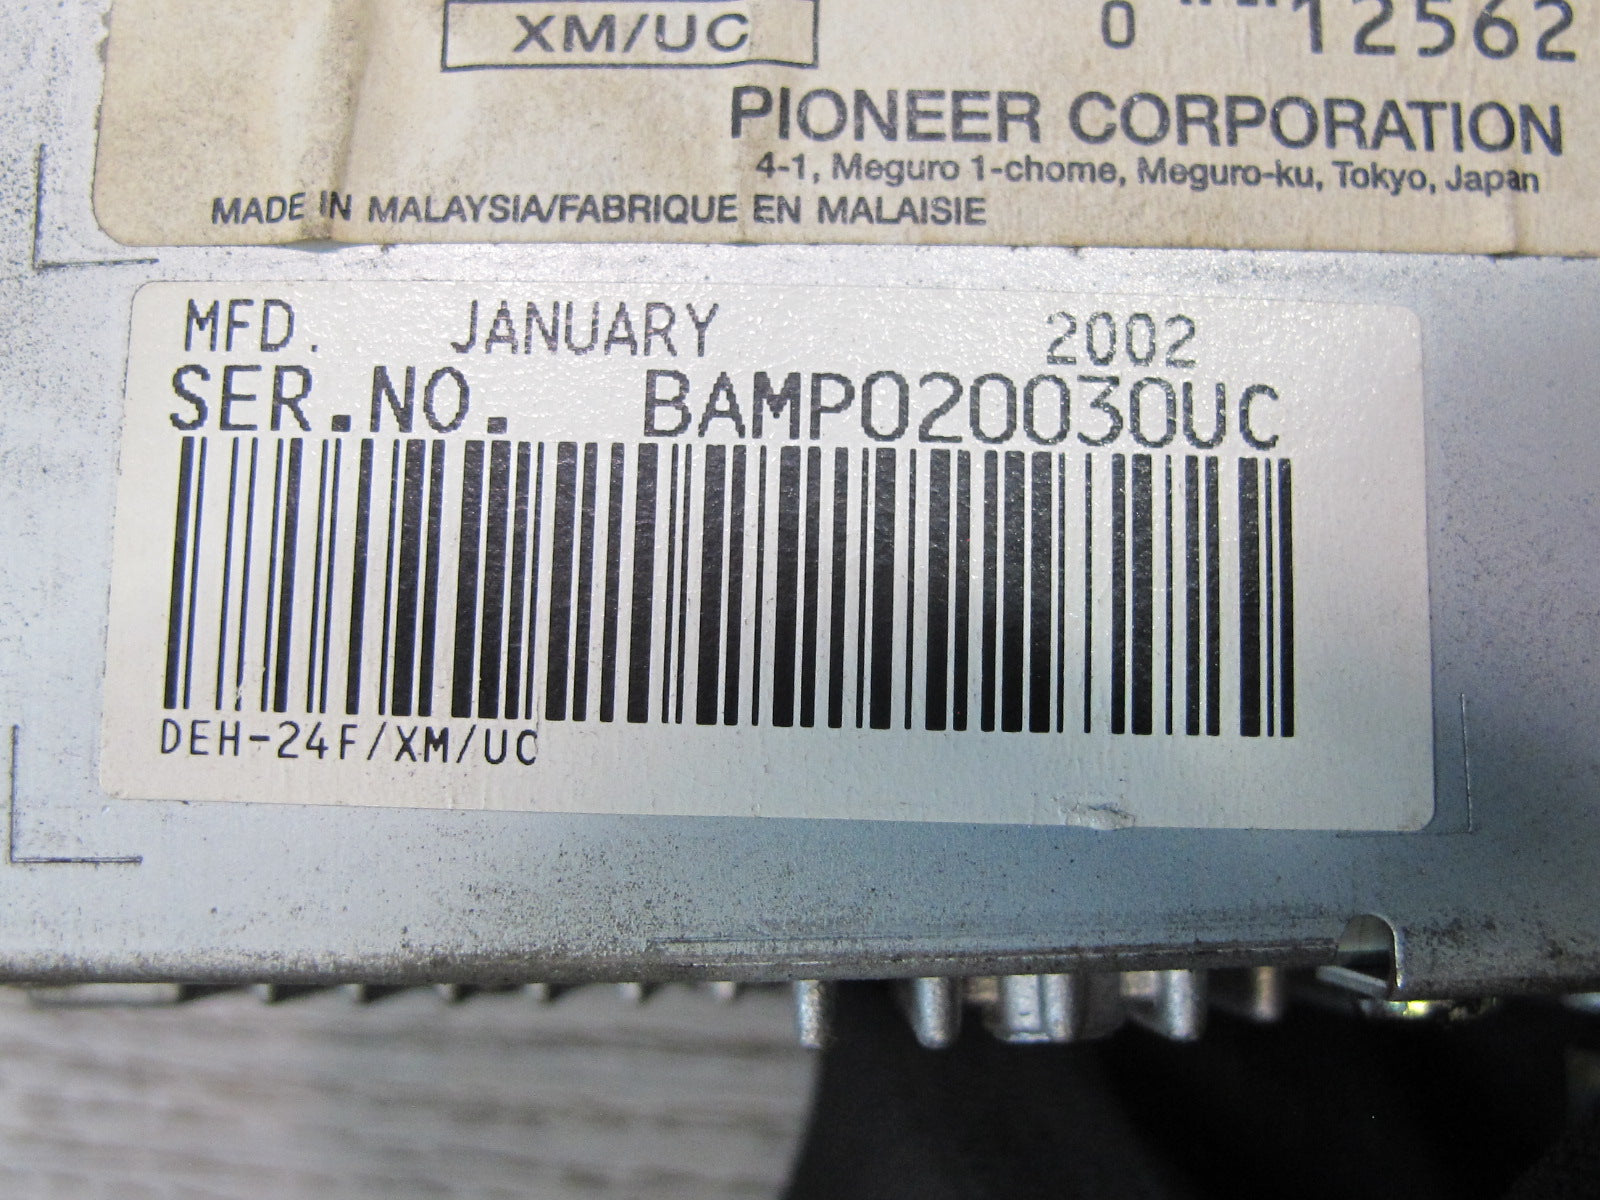 XM/UC
0 12562
PIONEER CORPORATION
4-1, Meguro 1-chome, Meguro-ku, Tokyo, Japan
MADE IN MALAYSIA/FABRIQUE EN MALAISIE
MFD. JANUARY 2002
SER.NO. BAMP020030UC
DEH-24F/XM/UC